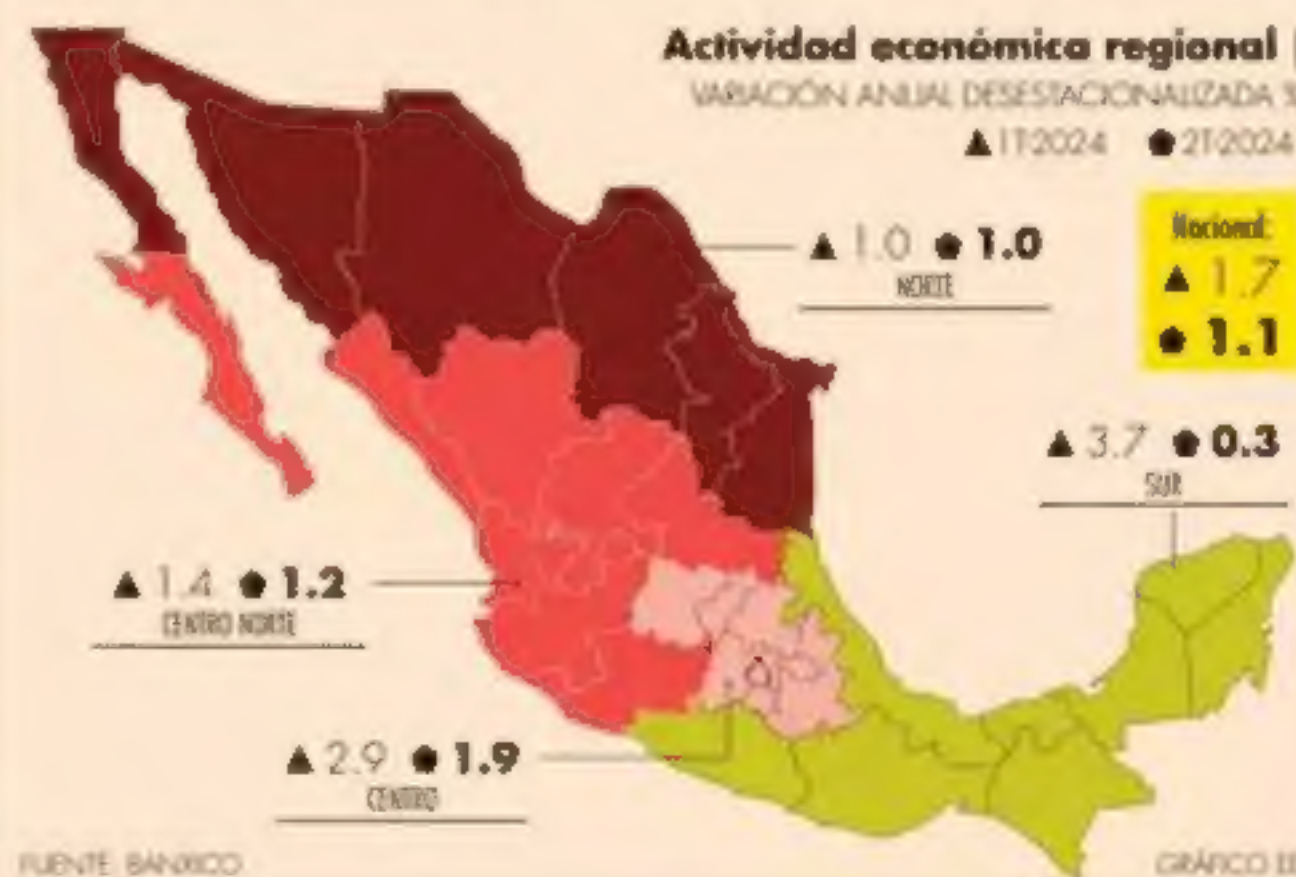 Actividad económica regional |
VARIACIÓN ANUAL DESESTACIONALIZADA %
▲ 1T-2024 ⬟ 2T-2024
▲ 1.0 ⬟ 1.0
NORTE
Nacional:
▲ 1.7
⬟ 1.1
▲ 3.7 ⬟ 0.3
SUR
▲ 1.4 ⬟ 1.2
CENTRO NORTE
▲ 2.9 ⬟ 1.9
CENTRO
FUENTE: BANXICO
GRÁFICO EE